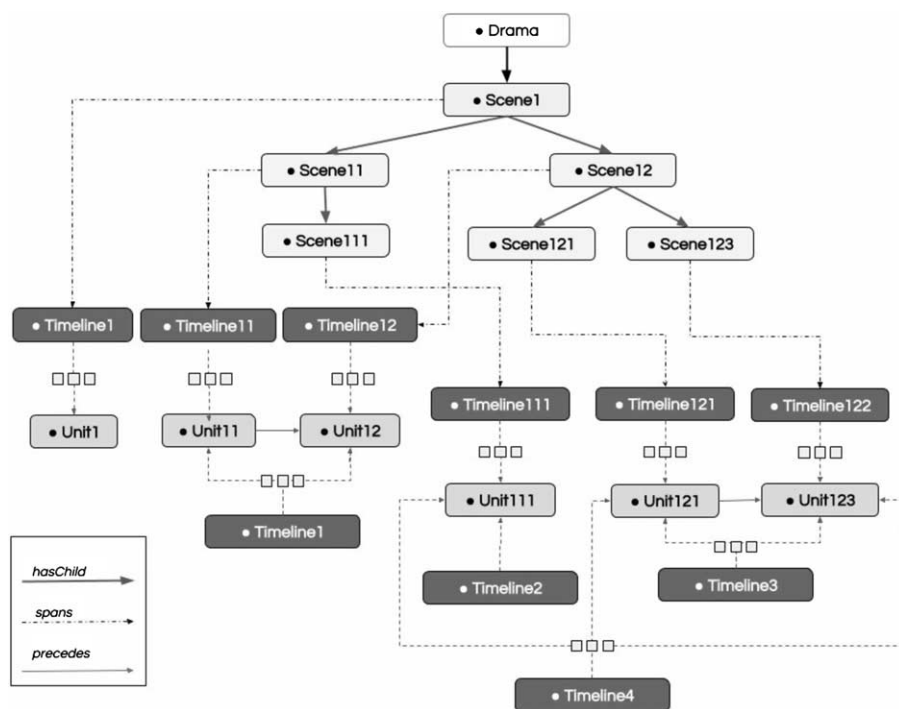 • Drama
• Scene1
• Scene11
• Scene12
• Scene111
• Scene121
• Scene123
• Timeline1
• Timeline11
• Timeline12
• Timeline111
• Timeline121
• Timeline122
• Unit1
• Unit11
• Unit12
• Unit111
• Unit121
• Unit123
• Timeline1
• Timeline2
• Timeline3
• Timeline4
hasChild
spans
precedes